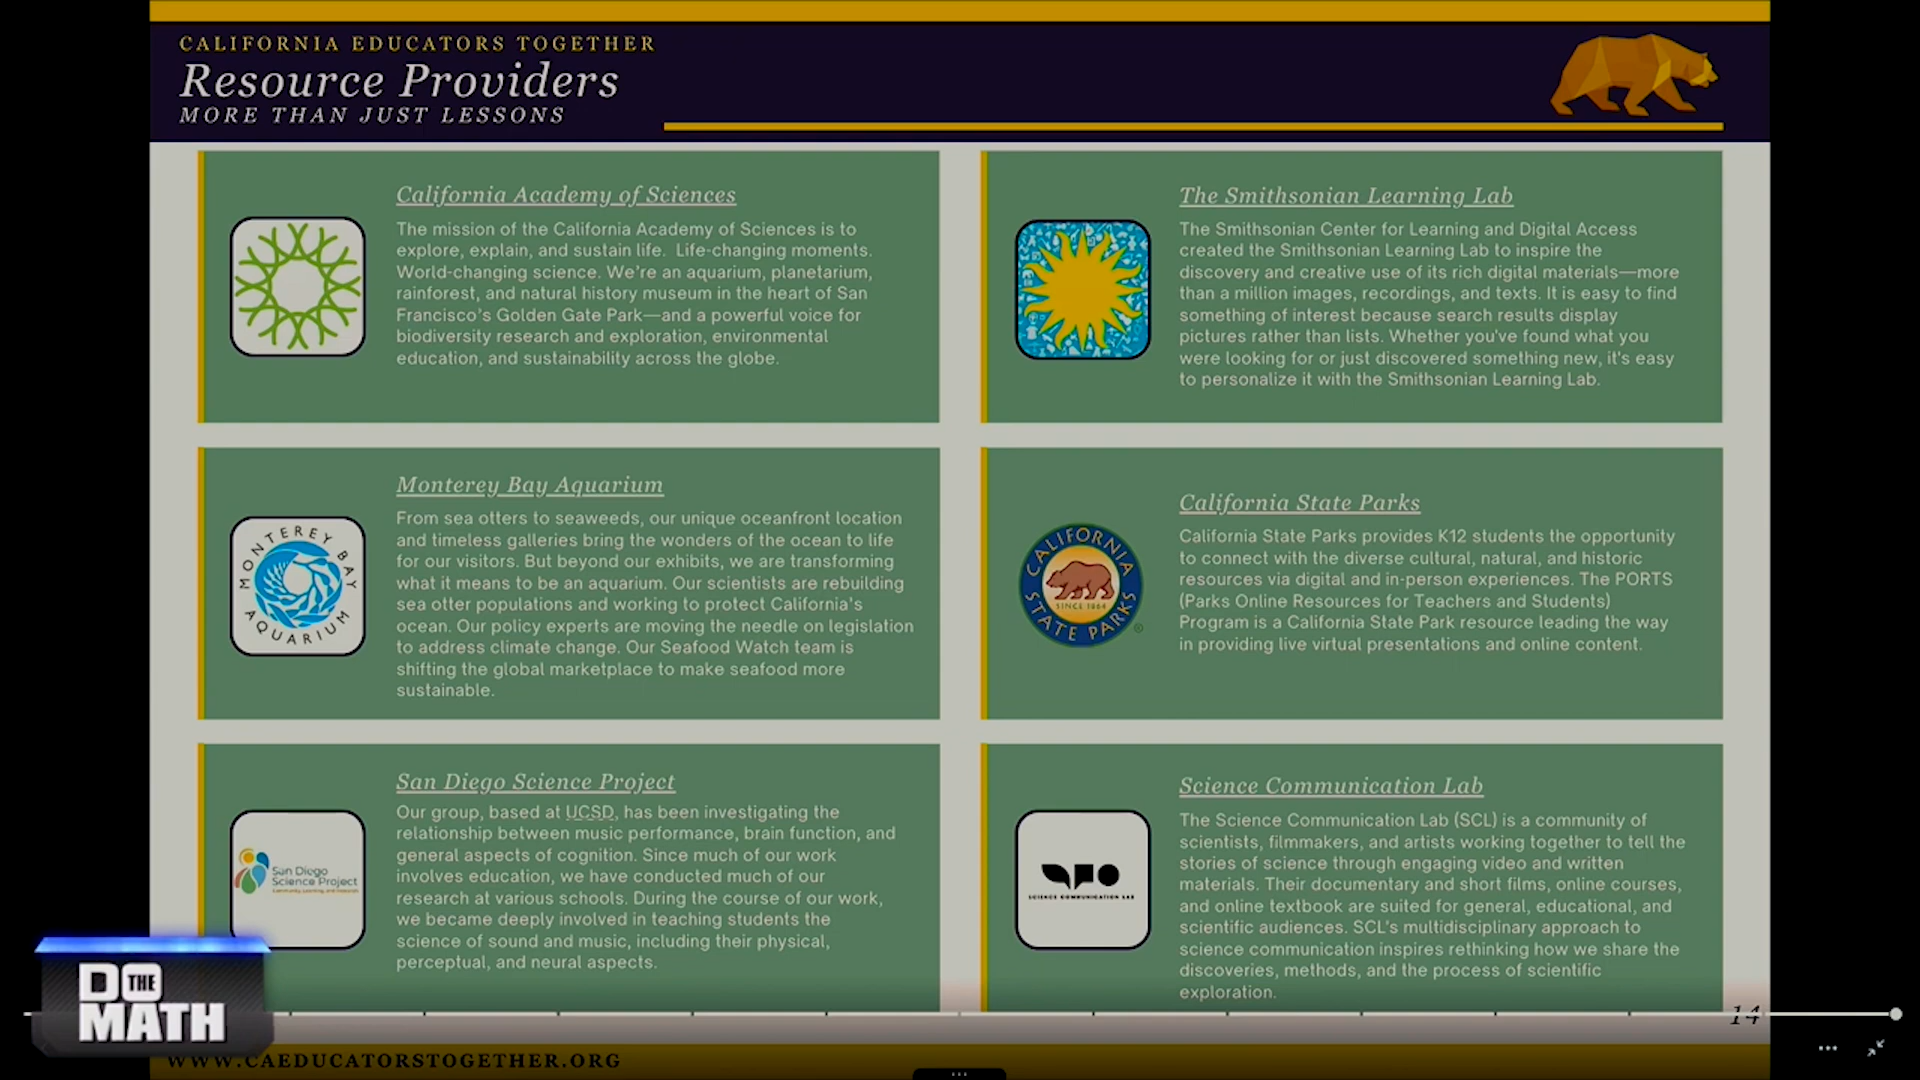 CALIFORNIA EDUCATORS TOGETHER
Resource Providers
MORE THAN JUST LESSONS
California Academy of Sciences
The mission of the California Academy of Sciences is to
explore, explain, and sustain life. Life-changing moments.
World-changing science. We're an aquarium, planetarium,
rainforest, and natural history museum in the heart of San
Francisco's Golden Gate Park—and a powerful voice for
biodiversity research and exploration, environmental
education, and sustainability across the globe.
The Smithsonian Learning Lab
The Smithsonian Center for Learning and Digital Access
created the Smithsonian Learning Lab to inspire the
discovery and creative use of its rich digital materials—more
than a million images, recordings, and texts. It is easy to find
something of interest because search results display
pictures rather than lists. Whether you've found what you
were looking for or just discovered something new, it's easy
to personalize it with the Smithsonian Learning Lab.
MONTEREY BAY
AQUARIUM
Monterey Bay Aquarium
From sea otters to seaweeds, our unique oceanfront location
and timeless galleries bring the wonders of the ocean to life
for our visitors. But beyond our exhibits, we are transforming
what it means to be an aquarium. Our scientists are rebuilding
sea otter populations and working to protect California's
ocean. Our policy experts are moving the needle on legislation
to address climate change. Our Seafood Watch team is
shifting the global marketplace to make seafood more
sustainable.
CALIFORNIA
SINCE 1864
STATE PARKS
®
California State Parks
California State Parks provides K12 students the opportunity
to connect with the diverse cultural, natural, and historic
resources via digital and in-person experiences. The PORTS
(Parks Online Resources for Teachers and Students)
Program is a California State Park resource leading the way
in providing live virtual presentations and online content.
San Diego
Science Project
San Diego Science Project
Our group, based at UCSD, has been investigating the
relationship between music performance, brain function, and
general aspects of cognition. Since much of our work
involves education, we have conducted much of our
research at various schools. During the course of our work,
we became deeply involved in teaching students the
science of sound and music, including their physical,
perceptual, and neural aspects.
SCIENCE COMMUNICATION LAB
Science Communication Lab
The Science Communication Lab (SCL) is a community of
scientists, filmmakers, and artists working together to tell the
stories of science through engaging video and written
materials. Their documentary and short films, online courses,
and online textbook are suited for general, educational, and
scientific audiences. SCL's multidisciplinary approach to
science communication inspires rethinking how we share the
discoveries, methods, and the process of scientific
exploration.
DO THE
MATH
14
WWW.CAEDUCATORSTOGETHER.ORG